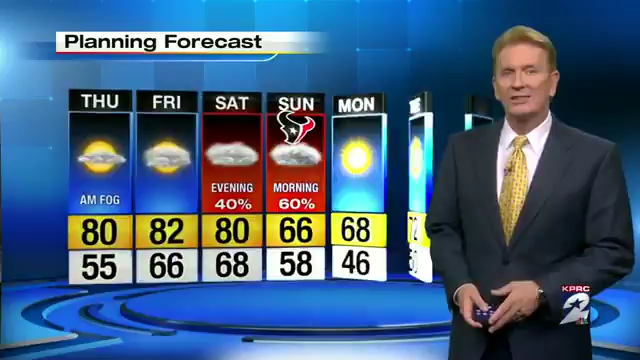 Planning Forecast
THU FRI SAT SUN MON
AM FOG EVENING 40% MORNING 60%
80 82 80 66 68 72
55 66 68 58 46
KPRC
2